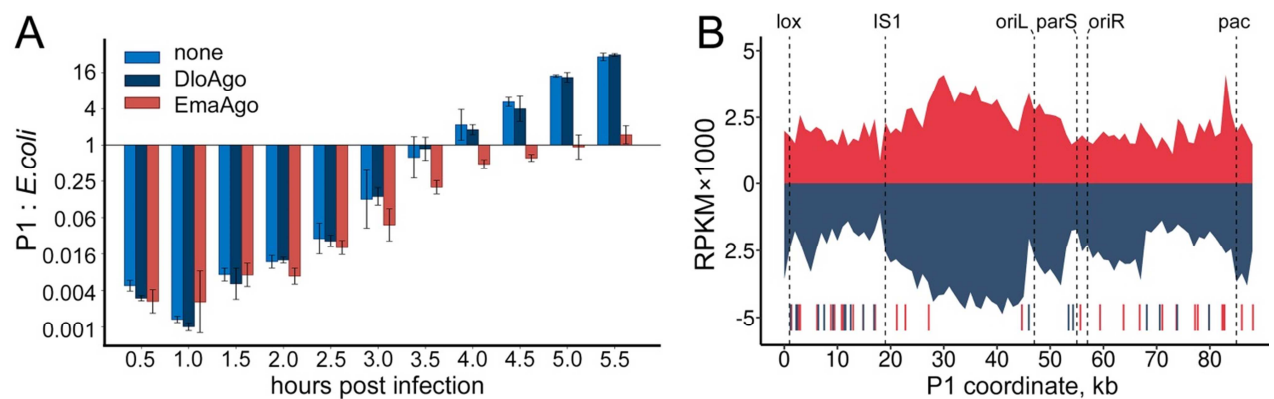 A
none
DloAgo
EmaAgo
P1 : E.coli
16
4
1
0.25
0.06
0.016
0.004
0.001
0.5 1.0 1.5 2.0 2.5 3.0 3.5 4.0 4.5 5.0 5.5
hours post infection
B
lox IS1 oriL parS oriR pac
RPKM×1000
5
2.5
0
2.5
-5
0 10 20 30 40 50 60 70 80
P1 coordinate, kb